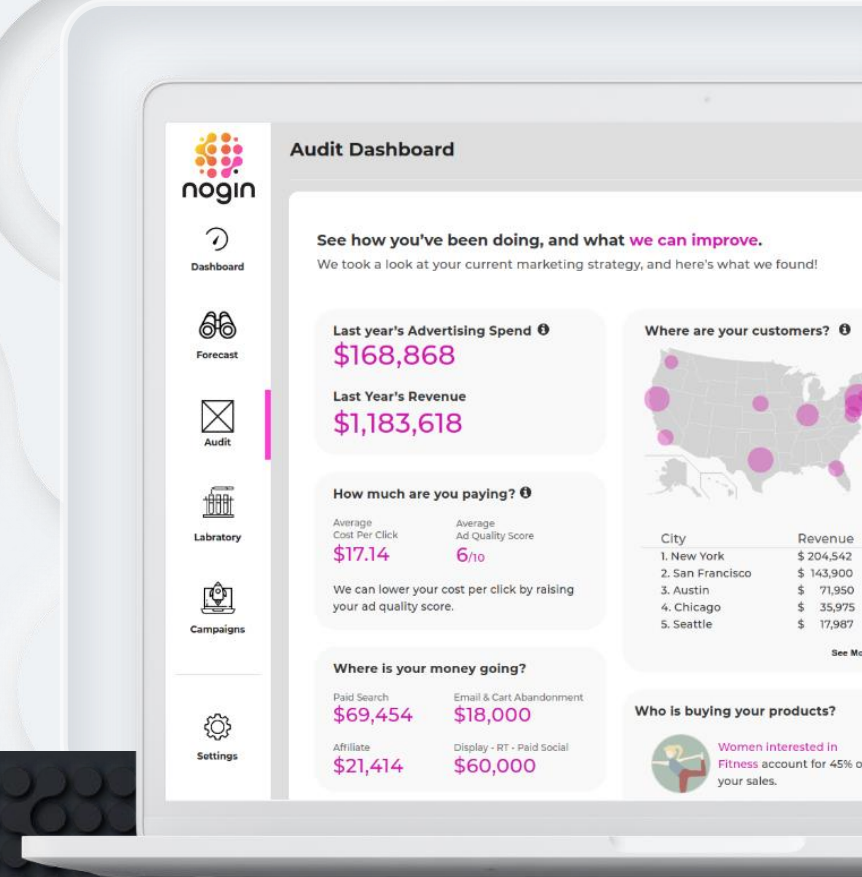 nogin
Dashboard
Forecast
Audit
Labratory
Campaigns
Settings
Audit Dashboard
See how you've been doing, and what we can improve.
We took a look at your current marketing strategy, and here's what we found!
Last year's Advertising Spend
$168,868
Last Year's Revenue
$1,183,618
How much are you paying?
Average Average
Cost Per Click Ad Quality Score
$17.14 6/10
We can lower your cost per click by raising
your ad quality score.
Where is your money going?
Paid Search Email & Cart Abandonment
$69,454 $18,000
Affiliate Display - RT - Paid Social
$21,414 $60,000
Where are your customers?
City Revenue
1. New York $ 204,542
2. San Francisco $ 143,900
3. Austin $ 71,950
4. Chicago $ 35,975
5. Seattle $ 17,987
See
Who is buying your products?
Women interested in
Fitness account for 45%
your sales.